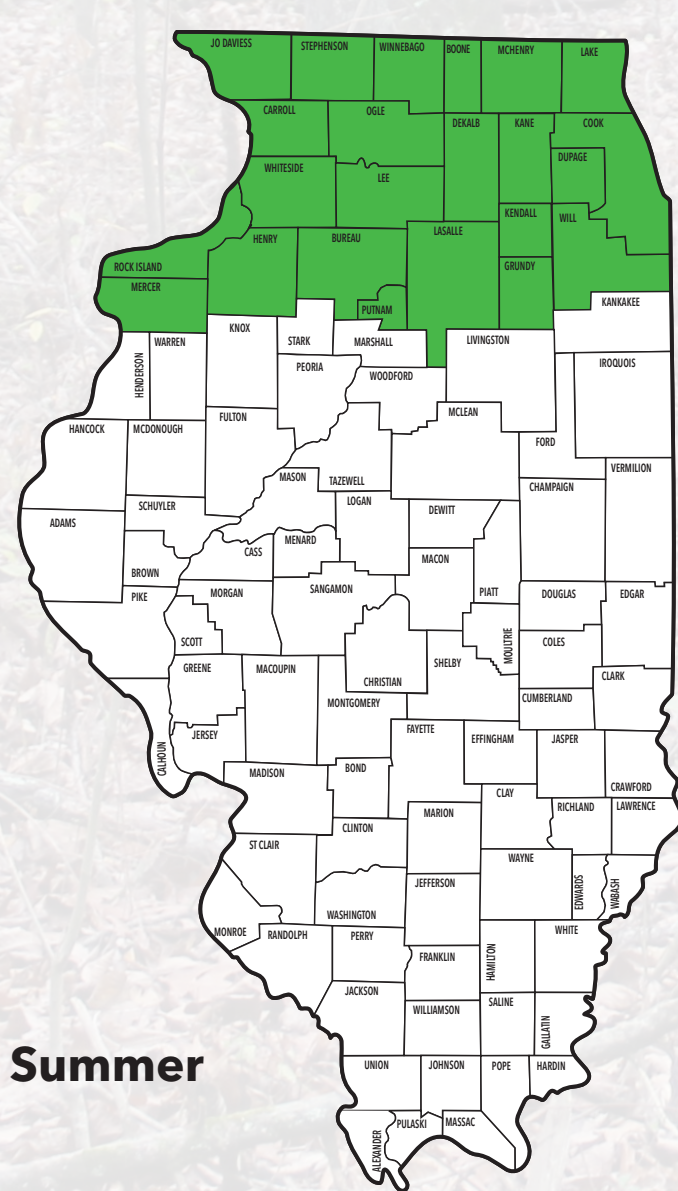 JO DAVIESS
STEPHENSON
WINNEBAGO
BOONE
MCHENRY
LAKE
CARROLL
OGLE
DEKALB
KANE
COOK
DUPAGE
WHITESIDE
LEE
KENDALL
WILL
HENRY
BUREAU
LASALLE
ROCK ISLAND
GRUNDY
MERCER
PUTNAM
KANKAKEE
KNOX
STARK
MARSHALL
LIVINGSTON
WARREN
HENDERSON
PEORIA
WOODFORD
IROQUOIS
FULTON
MCLEAN
HANCOCK
MCDONOUGH
FORD
MASON
TAZEWELL
VERMILION
LOGAN
CHAMPAIGN
SCHUYLER
DEWITT
ADAMS
MENARD
CASS
MACON
BROWN
SANGAMON
PIATT
PIKE
MORGAN
DOUGLAS
EDGAR
SCOTT
MOULTRIE
COLES
GREENE
MACOUPIN
SHELBY
CHRISTIAN
CLARK
MONTGOMERY
CUMBERLAND
JERSEY
FAYETTE
EFFINGHAM
JASPER
CALHOUN
MADISON
BOND
CLAY
CRAWFORD
MARION
RICHLAND
LAWRENCE
CLINTON
ST CLAIR
WAYNE
JEFFERSON
EDWARDS
WABASH
WASHINGTON
MONROE
RANDOLPH
PERRY
WHITE
FRANKLIN
HAMILTON
JACKSON
WILLIAMSON
SALINE
GALLATIN
Summer
UNION
JOHNSON
POPE
HARDIN
PULASKI
MASSAC
ALEXANDER